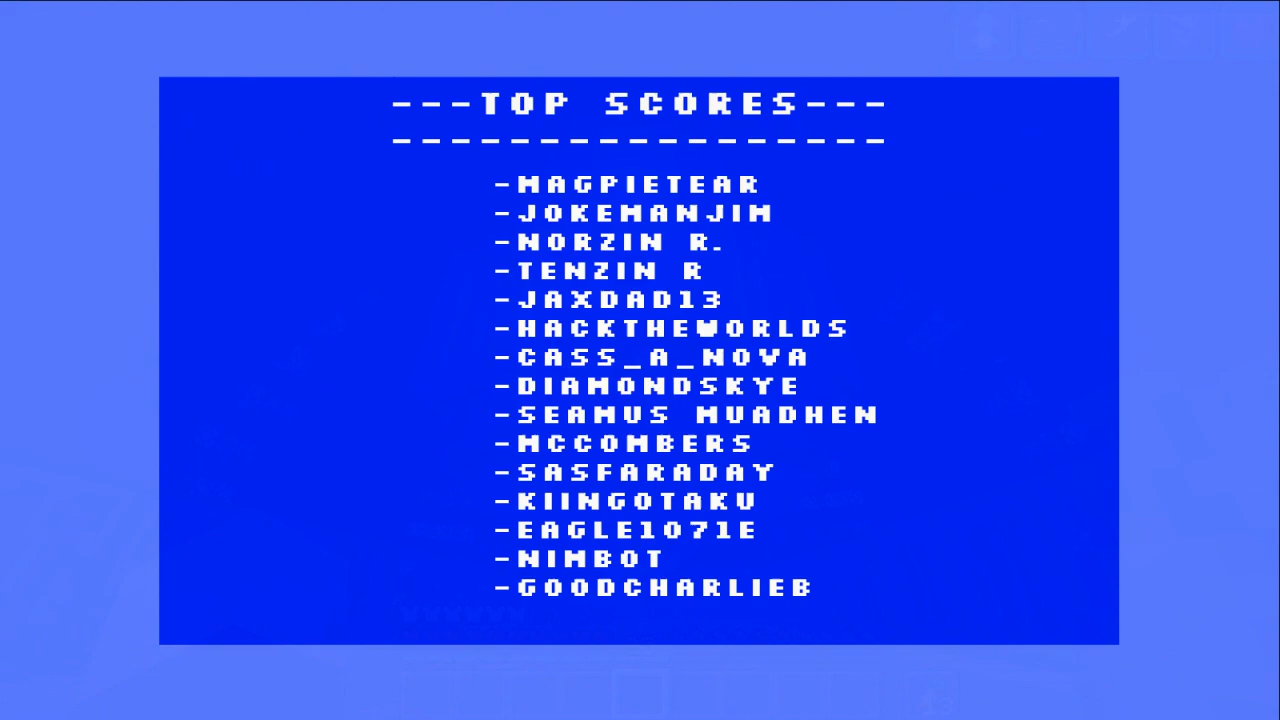 ---TOP SCORES---
-----------------
-MAGPIETEAR
-JOKEMANJIM
-NORZIN R.
-TENZIN R
-JAXDAD13
-HACKTHEWORLDS
-CASS_A_NOVA
-DIAMONDSKYE
-SEAMUS MUADHEN
-MCCOMBERS
-SASFARADAY
-KIINGOTAKU
-EAGLE1071E
-NIMBOT
-GOODCHARLIEB